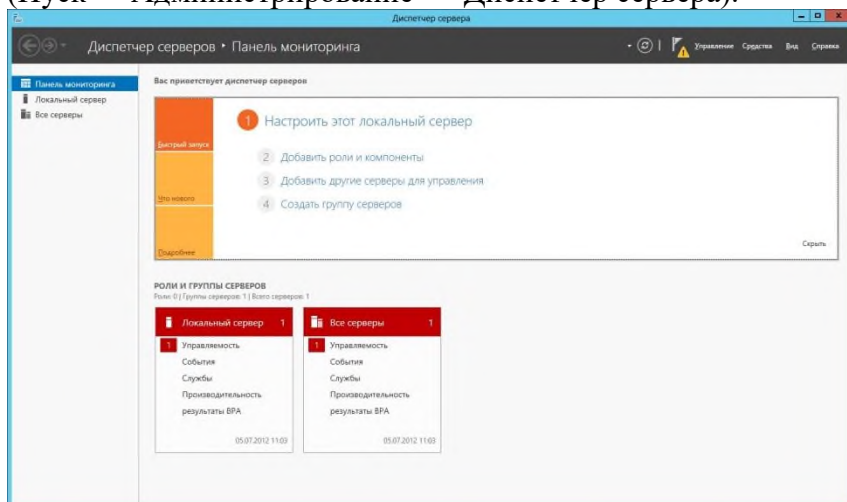 (Пуск — Администрирование — Диспетчер сервера).
Диспетчер сервера
Диспетчер серверов ‣ Панель мониторинга
Управление Средства Вид Справка
Панель мониторинга
Локальный сервер
Все серверы
Вас приветствует диспетчер серверов
Быстрый запуск
Что нового
Подробнее
1 Настроить этот локальный сервер
2 Добавить роли и компоненты
3 Добавить другие серверы для управления
4 Создать группу серверов
Скрыть
РОЛИ И ГРУППЫ СЕРВЕРОВ
Роли: 0 | Группы серверов: 1 | Всего серверов: 1
Локальный сервер 1
1 Управляемость
События
Службы
Производительность
результаты BPA
05.07.2012 11:03
Все серверы 1
1 Управляемость
События
Службы
Производительность
результаты BPA
05.07.2012 11:03